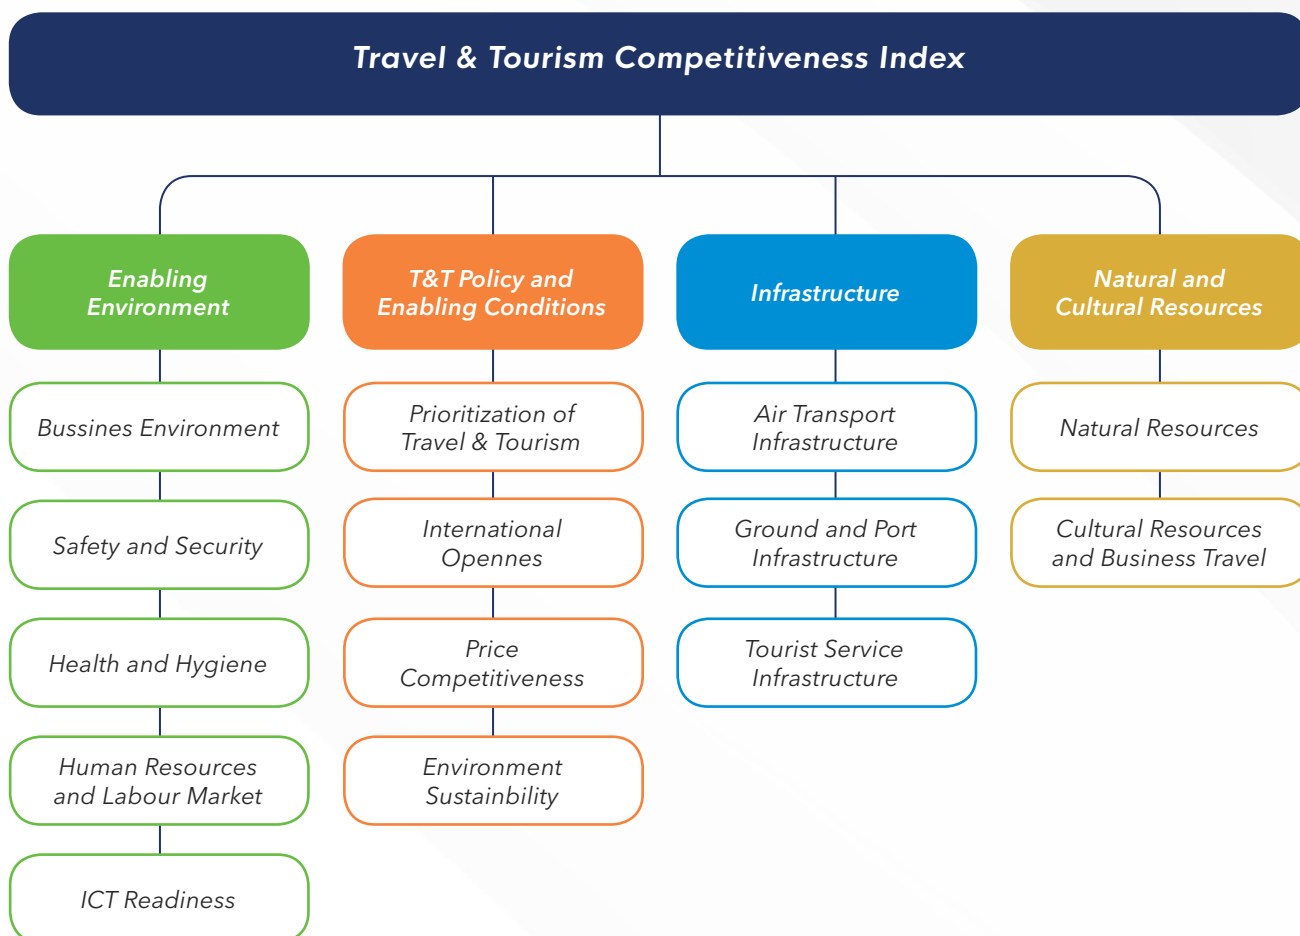 Travel & Tourism Competitiveness Index
Enabling
Environment
Bussines Environment
Safety and Security
Health and Hygiene
Human Resources
and Labour Market
ICT Readiness
T&T Policy and
Enabling Conditions
Prioritization of
Travel & Tourism
International
Opennes
Price
Competitiveness
Environment
Sustainbility
Infrastructure
Air Transport
Infrastructure
Ground and Port
Infrastructure
Tourist Service
Infrastructure
Natural and
Cultural Resources
Natural Resources
Cultural Resources
and Business Travel